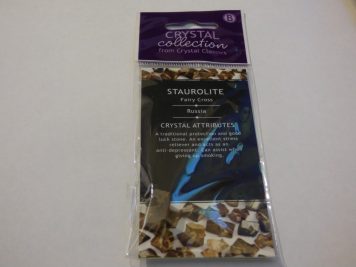 CRYSTAL
collection
from Crystal Classics
B
STAUROLITE
Fairy Cross
Russia
CRYSTAL ATTRIBUTES
A traditional protection and good
luck stone. An excellent stress
reliever and acts as an
anti-depressant. Can assist when
giving up smoking.